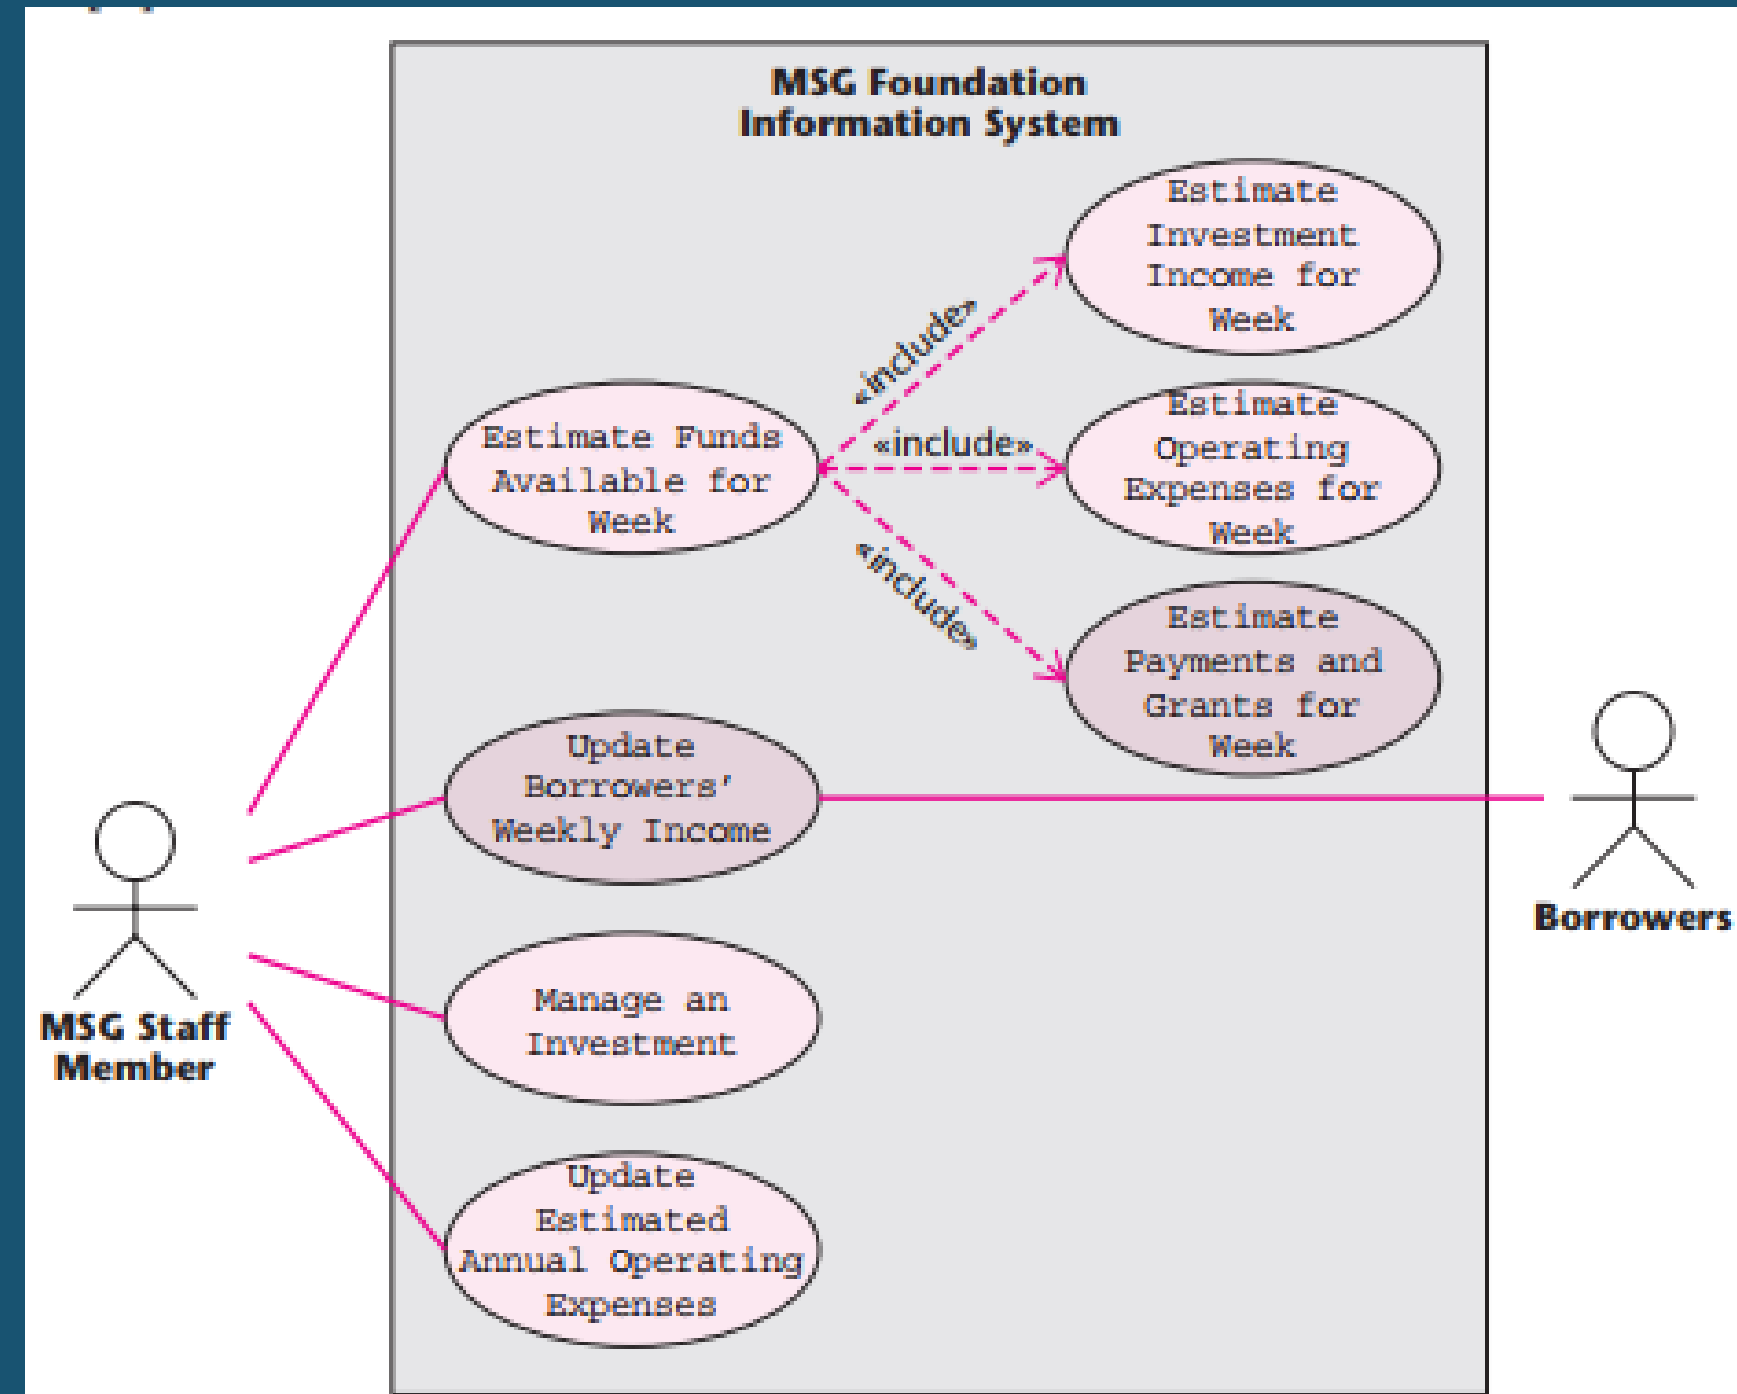 MSG Foundation
Information System
Estimate
Investment
Income for
Week
«include»
Estimate Funds
Available for
Week
«include»
Estimate
Operating
Expenses for
Week
«include»
Estimate
Payments and
Grants for
Week
Update
Borrowers'
Weekly Income
Borrowers
MSG Staff
Member
Manage an
Investment
Update
Estimated
Annual Operating
Expenses